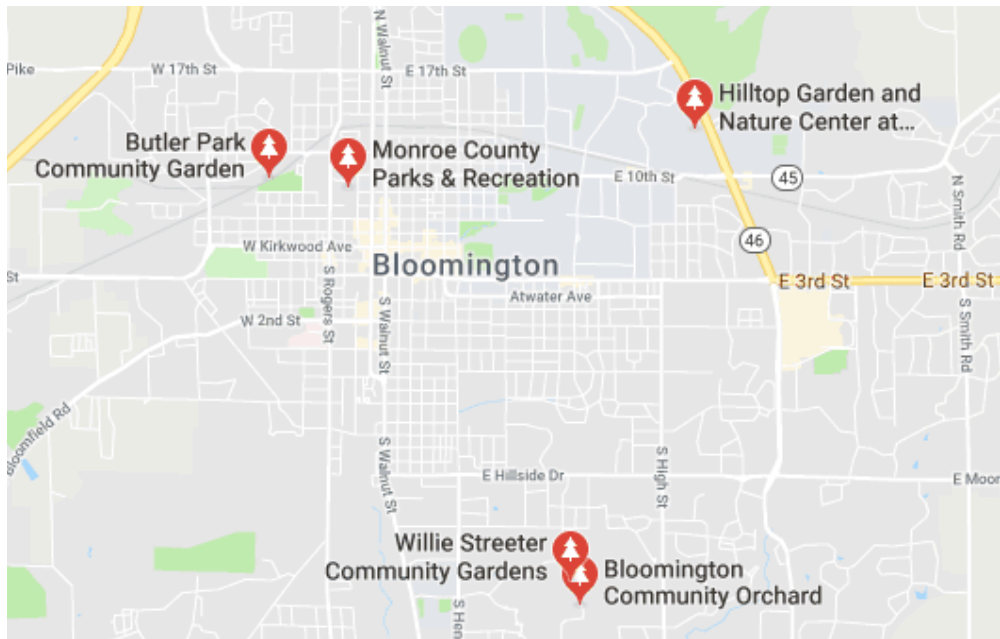 N Walnut St
Pike
W 17th St
E 17th St
Hilltop Garden and
Nature Center at...
Butler Park
Community Garden
Monroe County
Parks & Recreation
E 10th St
45
N Smith Rd
W Kirkwood Ave
46
Bloomington
St
E 3rd St
E 3rd St
Atwater Ave
S Rogers St
W 2nd St
S Walnut St
S Smith Rd
Bloomfield Rd
S Walnut St
E Hillside Dr
S High St
E Moor
Willie Streeter
Community Gardens
Bloomington
Community Orchard
S Hen